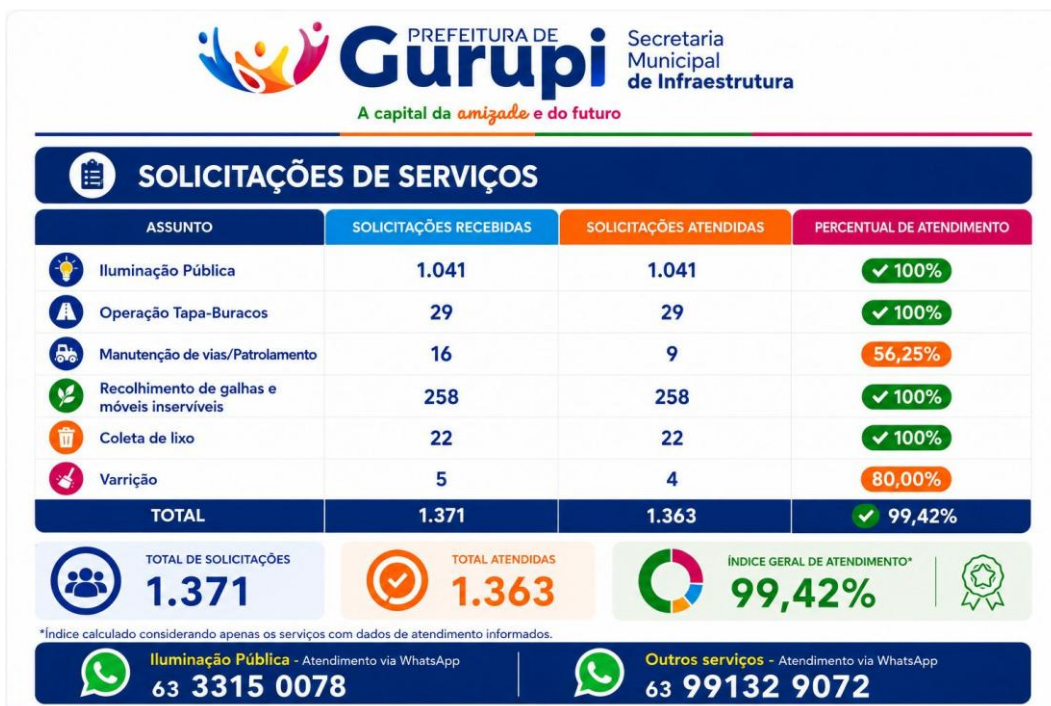 PREFEITURA DE
Gurupi
Secretaria
Municipal
de Infraestrutura
A capital da amizade e do futuro
SOLICITAÇÕES DE SERVIÇOS
ASSUNTO SOLICITAÇÕES RECEBIDAS SOLICITAÇÕES ATENDIDAS PERCENTUAL DE ATENDIMENTO
Iluminação Pública 1.041 1.041 100%
Operação Tapa-Buracos 29 29 100%
Manutenção de vias/Patrolamento 16 9 56,25%
Recolhimento de galhas e
móveis inservíveis 258 258 100%
Coleta de lixo 22 22 100%
Varrição 5 4 80,00%
TOTAL 1.371 1.363 99,42%
TOTAL DE SOLICITAÇÕES
1.371
TOTAL ATENDIDAS
1.363
ÍNDICE GERAL DE ATENDIMENTO*
99,42%
*Índice calculado considerando apenas os serviços com dados de atendimento informados.
Iluminação Pública - Atendimento via WhatsApp
63 3315 0078
Outros serviços - Atendimento via WhatsApp
63 99132 9072